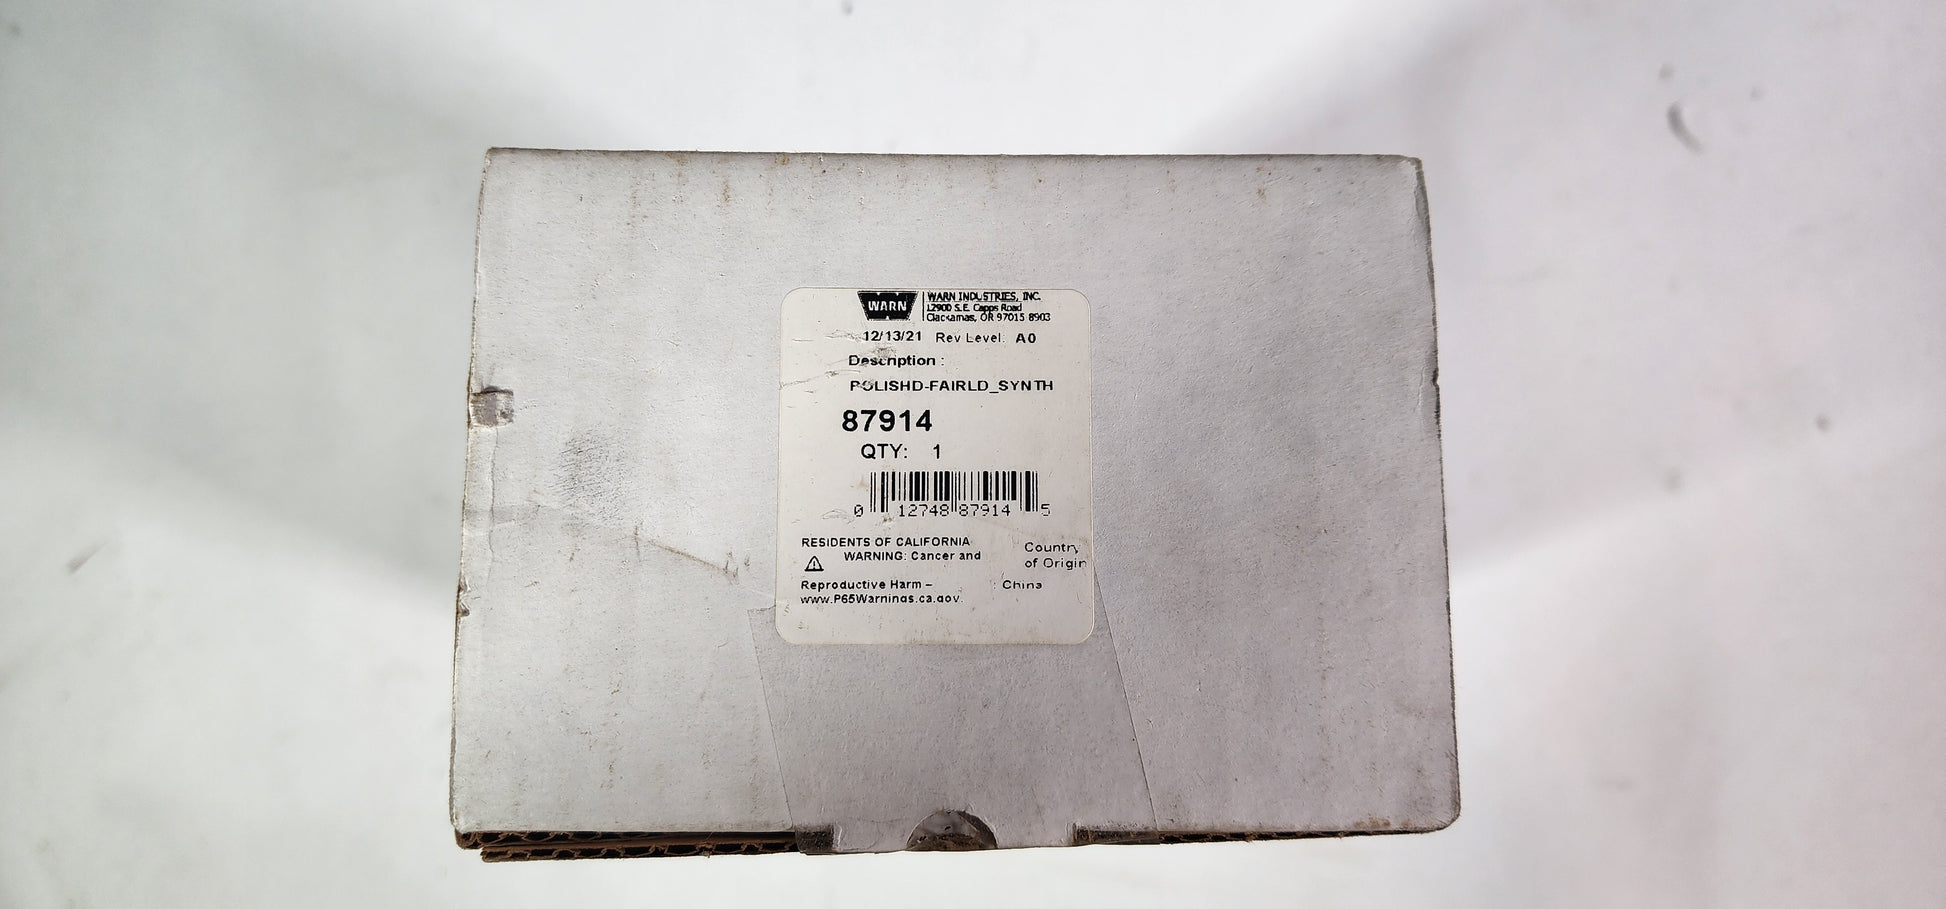 WARN
WARN INDUSTRIES, INC.
12900 S.E. Capps Road
Clackamas, OR 97015 8903
12/13/21 Rev Level: A0
Description :
POLISHD-FAIRLD_SYNTH
87914
QTY: 1
0 12748 87914 5
RESIDENTS OF CALIFORNIA
⚠ WARNING: Cancer and
Reproductive Harm –
www.P65Warnings.ca.gov.
Country
of Origin
: China